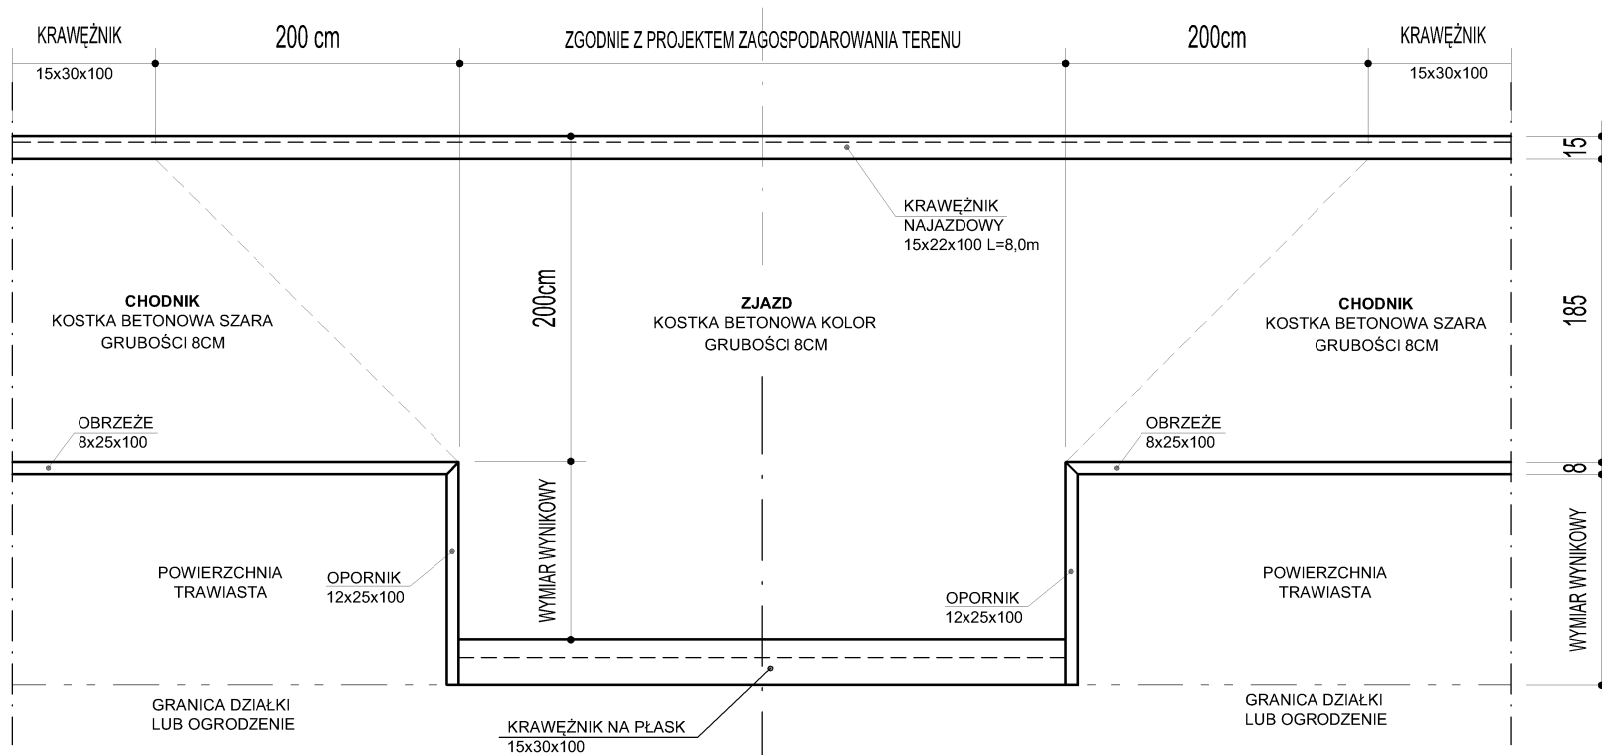 KRAWĘŻNIK
15x30x100
200 cm
ZGODNIE Z PROJEKTEM ZAGOSPODAROWANIA TERENU
200cm
KRAWĘŻNIK
15x30x100
15
KRAWĘŻNIK
NAJAZDOWY
15x22x100 L=8,0m
CHODNIK
KOSTKA BETONOWA SZARA
GRUBOŚCI 8CM
200cm
ZJAZD
KOSTKA BETONOWA KOLOR
GRUBOŚCI 8CM
CHODNIK
KOSTKA BETONOWA SZARA
GRUBOŚCI 8CM
185
OBRZEŻE
8x25x100
OBRZEŻE
8x25x100
8
POWIERZCHNIA
TRAWIASTA
OPORNIK
12x25x100
WYMIAR WYNIKOWY
OPORNIK
12x25x100
POWIERZCHNIA
TRAWIASTA
WYMIAR WYNIKOWY
GRANICA DZIAŁKI
LUB OGRODZENIE
KRAWĘŻNIK NA PŁASK
15x30x100
GRANICA DZIAŁKI
LUB OGRODZENIE